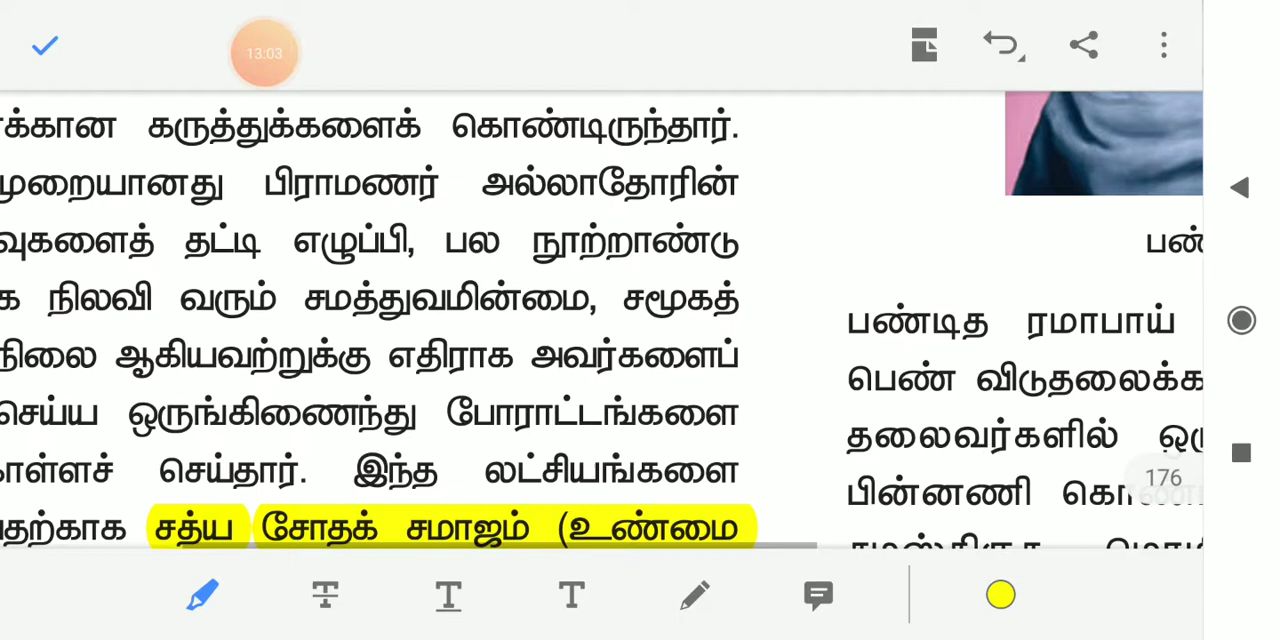 13:03
க்கான கருத்துக்களைக் கொண்டிருந்தார்.
முறையானது பிராமணர் அல்லாதோரின்
வுகளைத் தட்டி எழுப்பி, பல நூற்றாண்டு
க நிலவி வரும் சமத்துவமின்மை, சமூகத்
நிலை ஆகியவற்றுக்கு எதிராக அவர்களைப்
செய்ய ஒருங்கிணைந்து போராட்டங்களை
ாள்ளச் செய்தார். இந்த லட்சியங்களை
தற்காக சத்ய சோதக் சமாஜம் (உண்மை
பண்
பண்டித ரமாபாய்
பெண் விடுதலைக்க
தலைவர்களில் ஒரு
பின்னணி கொண்ட
176